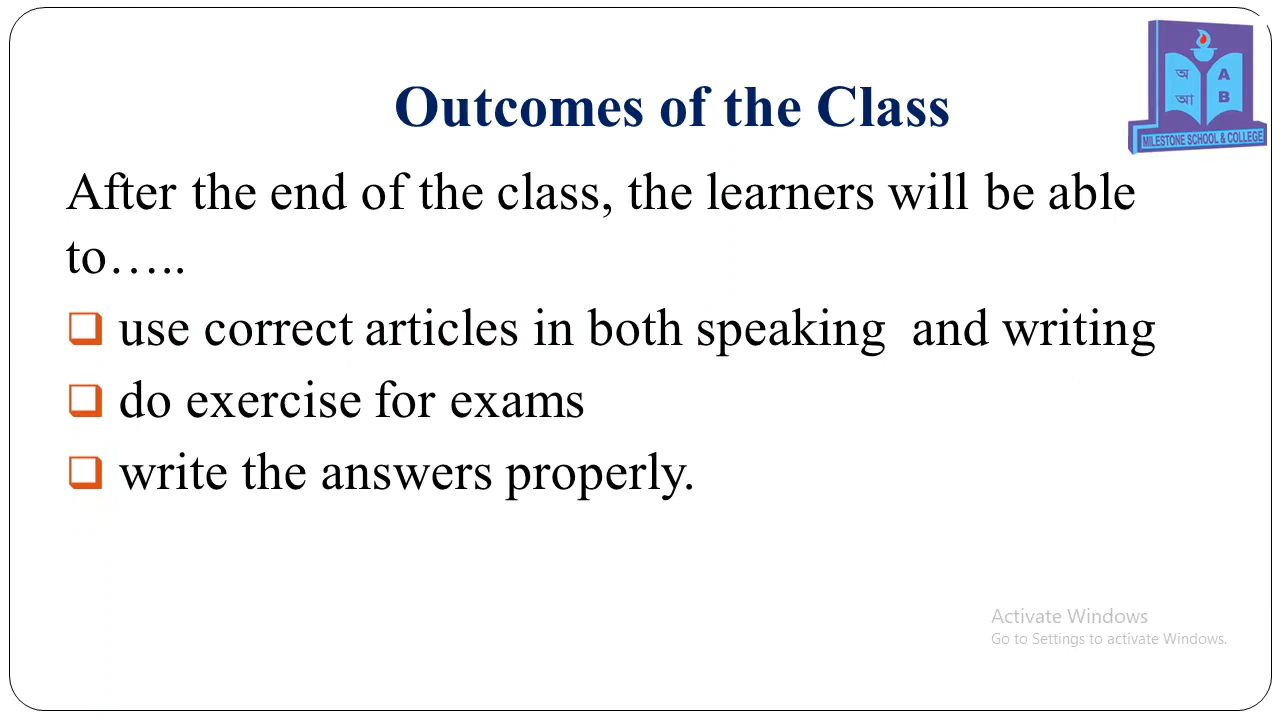 Outcomes of the Class
অ A
আ B
MILESTONE SCHOOL & COLLEGE
After the end of the class, the learners will be able
to…..
use correct articles in both speaking  and writing
do exercise for exams
write the answers properly.
Activate Windows
Go to Settings to activate Windows.